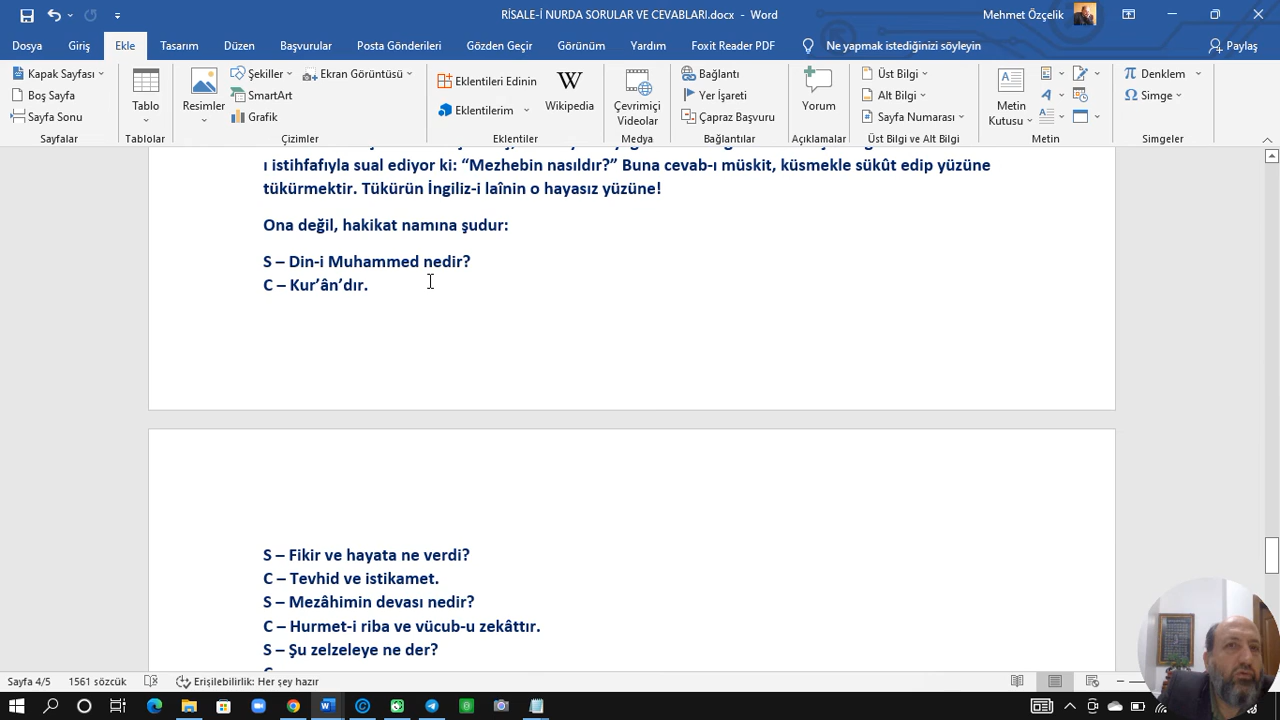 RİSALE-İ NURDA SORULAR VE CEVABLARI.docx - Word
Mehmet Özçelik
Dosya Giriş Ekle Tasarım Düzen Başvurular Posta Gönderileri Gözden Geçir Görünüm Yardım Foxit Reader PDF Ne yapmak istediğinizi söyleyin Paylaş
Kapak Sayfası
Boş Sayfa
Sayfa Sonu
Sayfalar
Tablo
Tablolar
Resimler
Şekiller
SmartArt
Grafik
Ekran Görüntüsü
Çizimler
Eklentileri Edinin
Eklentilerim
Wikipedia
Eklentiler
Çevrimiçi
Videolar
Medya
Bağlantı
Yer İşareti
Çapraz Başvuru
Bağlantılar
Yorum
Açıklamalar
Üst Bilgi
Alt Bilgi
Sayfa Numarası
Üst Bilgi ve Alt Bilgi
Metin
Kutusu
Metin
Denklem
Simge
Simgeler
ı istihfafıyla sual ediyor ki: “Mezhebin nasıldır?” Buna cevab-ı müskit, küsmekle sükût edip yüzüne
tükürmektir. Tükürün İngiliz-i laînin o hayasız yüzüne!
Ona değil, hakikat namına şudur:
S – Din-i Muhammed nedir?
C – Kur’ân’dır.
S – Fikir ve hayata ne verdi?
C – Tevhid ve istikamet.
S – Mezâhimin devası nedir?
C – Hurmet-i riba ve vücub-u zekâttır.
S – Şu zelzeleye ne der?
Sayfa 4/5 1561 sözcük Erişilebilirlik: Her şey hazır